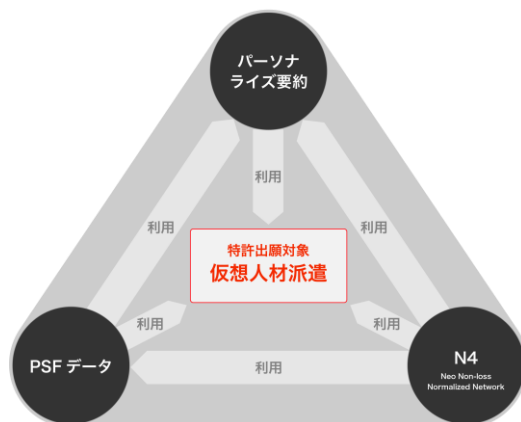 パーソナ
ライズ要約
利用
利用
利用
特許出願対象
仮想人材派遣
利用
利用
PSF データ
利用
N4
Neo Non-loss
Normalized Network